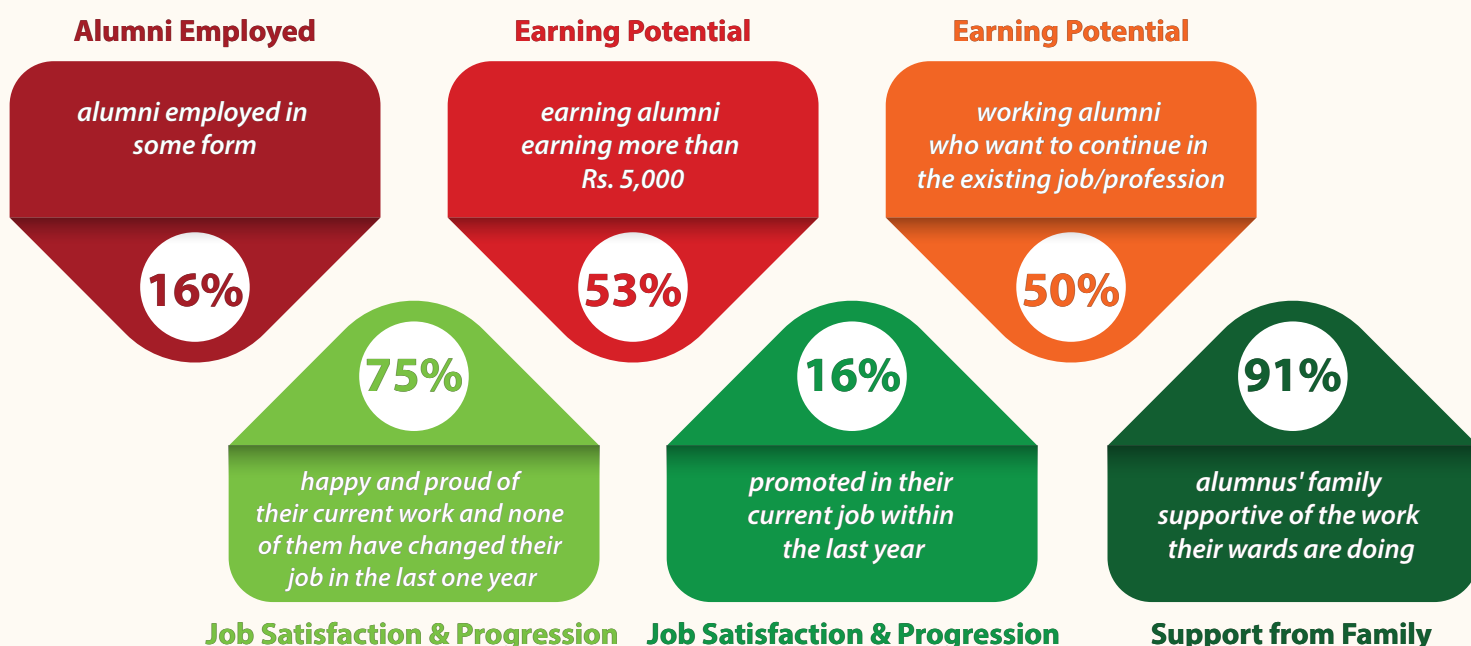 Alumni Employed
alumni employed in
some form
16%
Earning Potential
earning alumni
earning more than
Rs. 5,000
53%
Earning Potential
working alumni
who want to continue in
the existing job/profession
50%
75%
happy and proud of
their current work and none
of them have changed their
job in the last one year
Job Satisfaction & Progression
16%
promoted in their
current job within
the last year
Job Satisfaction & Progression
91%
alumnus' family
supportive of the work
their wards are doing
Support from Family